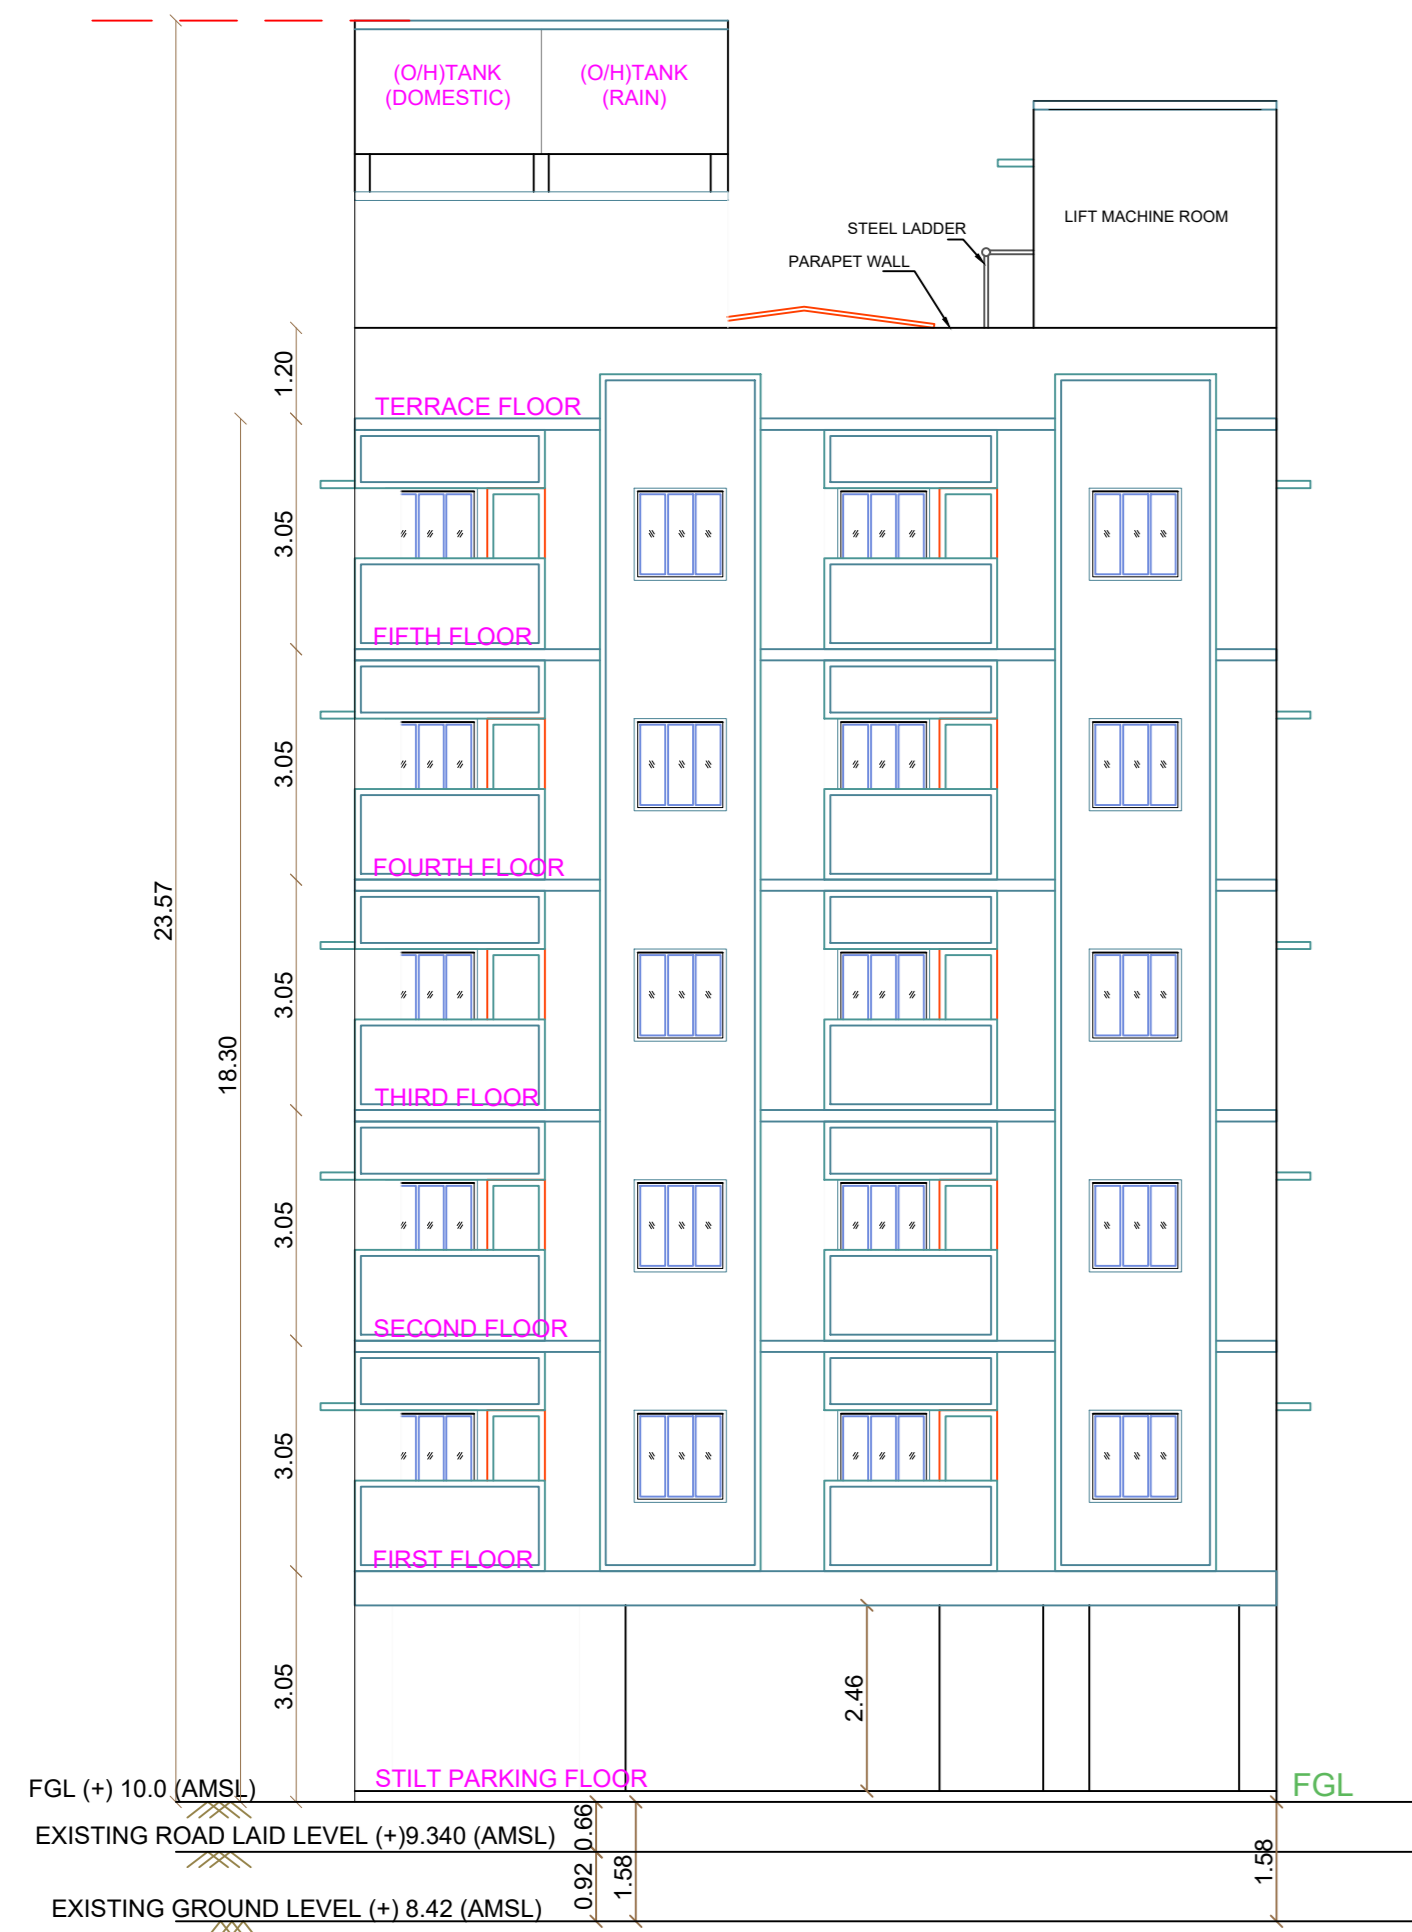 (O/H)TANK
(DOMESTIC)
(O/H)TANK
(RAIN)
LIFT MACHINE ROOM
STEEL LADDER
PARAPET WALL
1.20
TERRACE FLOOR
3.05
FIFTH FLOOR
3.05
FOURTH FLOOR
23.57
3.05
18.30
THIRD FLOOR
3.05
SECOND FLOOR
3.05
FIRST FLOOR
3.05
2.46
STILT PARKING FLOOR
FGL
FGL (+) 10.0 (AMSL)
0.66
EXISTING ROAD LAID LEVEL (+)9.340 (AMSL)
0.92
1.58
1.58
EXISTING GROUND LEVEL (+) 8.42 (AMSL)